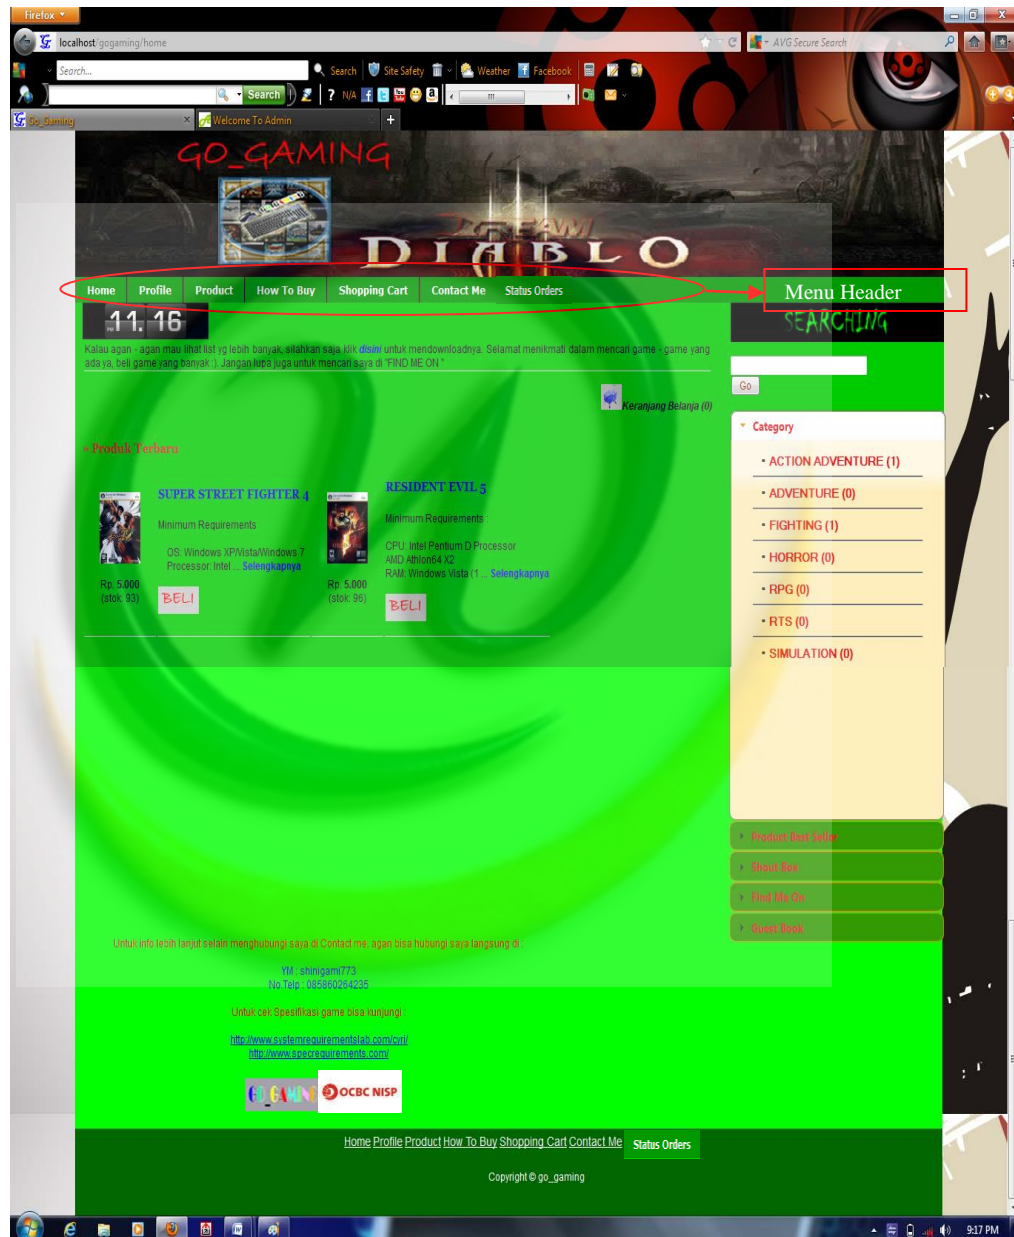 Firefox
localhost/gogaming/home
AVG Secure Search
Search...
Search
Site Safety
Weather
Facebook
Search
? N/A
Go_Gaming
Welcome To Admin
GO_GAMING
DREAM
DIABLO
Home Profile Product How To Buy Shopping Cart Contact Me Status Orders
Menu Header
PM 11. 16
SEARCHING
Kalau agan - agan mau lihat list yg lebih banyak, silahkan saja klik disini untuk mendownloadnya. Selamat menikmati dalam mencari game - game yang
ada ya, beli game yang banyak :). Jangan lupa juga untuk mencari saya di "FIND ME ON "
Go
Keranjang Belanja (0)
Category
» Produk Terbaru
ACTION ADVENTURE (1)
ADVENTURE (0)
FIGHTING (1)
HORROR (0)
RPG (0)
RTS (0)
SIMULATION (0)
SUPER STREET FIGHTER 4
Minimum Requirements
OS: Windows XP/Vista/Windows 7
Processor: Intel ... Selengkapnya
Rp. 5.000
(stok: 93)
BELI
RESIDENT EVIL 5
Minimum Requirements :
CPU: Intel Pentium D Processor
AMD Athlon64 X2
RAM: Windows Vista (1 ... Selengkapnya
Rp. 5.000
(stok: 96)
BELI
Product Best Seller
Shout Box
Find Me On
Guest Book
Untuk info lebih lanjut selain menghubungi saya di Contact me, agan bisa hubungi saya langsung di :
YM : shinigami773
No.Telp : 085860264235
Untuk cek Spesifikasi game bisa kunjungi :
http://www.systemrequirementslab.com/cyri/
http://www.specrequirements.com/
GO_GAMING
OCBC NISP
Home Profile Product How To Buy Shopping Cart Contact Me Status Orders
Copyright © go_gaming
9:17 PM